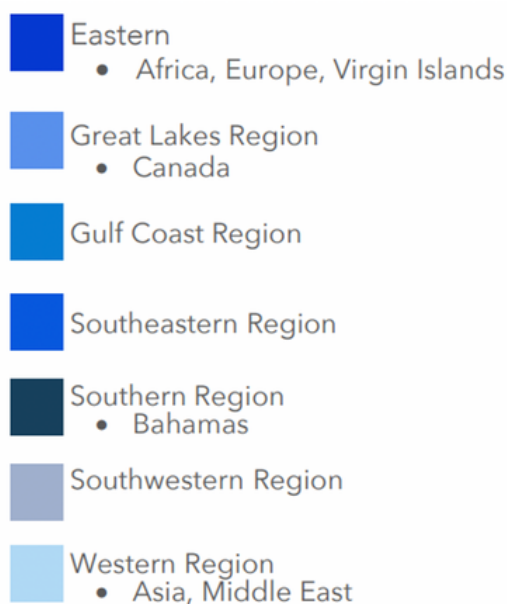 Eastern
• Africa, Europe, Virgin Islands
Great Lakes Region
• Canada
Gulf Coast Region
Southeastern Region
Southern Region
• Bahamas
Southwestern Region
Western Region
• Asia, Middle East